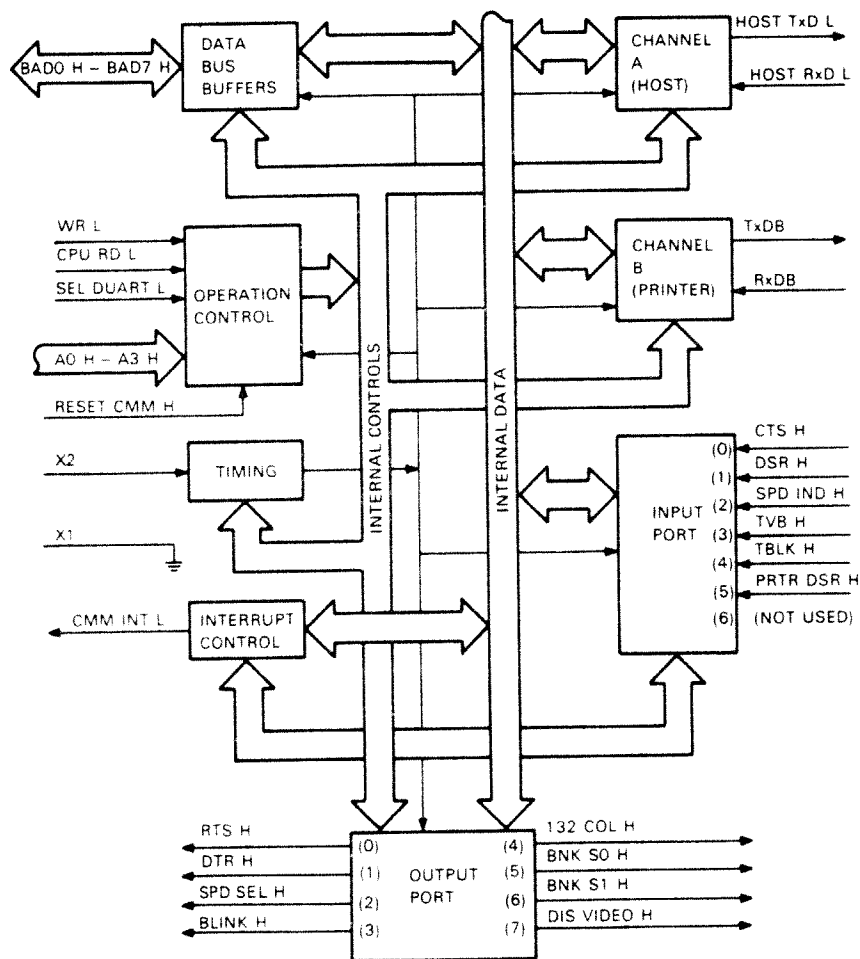 HOST TxD L
DATA
BUS
BUFFERS
CHANNEL
A
(HOST)
BAD0 H – BAD7 H
HOST RxD L
WR L
CPU RD L
SEL DUART L
OPERATION
CONTROL
A0 H – A3 H
RESET CMM H
CHANNEL
B
(PRINTER)
TxDB
RxDB
INTERNAL CONTROLS
INTERNAL DATA
X2
TIMING
X1
CMM INT L
INTERRUPT
CONTROL
INPUT
PORT
(0) CTS H
(1) DSR H
(2) SPD IND H
(3) TVB H
(4) TBLK H
(5) PRTR DSR H
(6) (NOT USED)
RTS H (0)
DTR H (1)
SPD SEL H (2)
BLINK H (3)
OUTPUT
PORT
(4) 132 COL H
(5) BNK S0 H
(6) BNK S1 H
(7) DIS VIDEO H